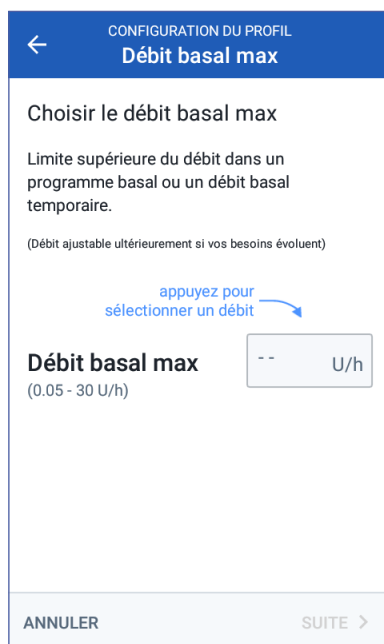 CONFIGURATION DU PROFIL
Débit basal max
Choisir le débit basal max
Limite supérieure du débit dans un
programme basal ou un débit basal
temporaire.
(Débit ajustable ultérieurement si vos besoins évoluent)
appuyez pour
sélectionner un débit
Débit basal max
-- U/h
(0.05 - 30 U/h)
ANNULER
SUITE